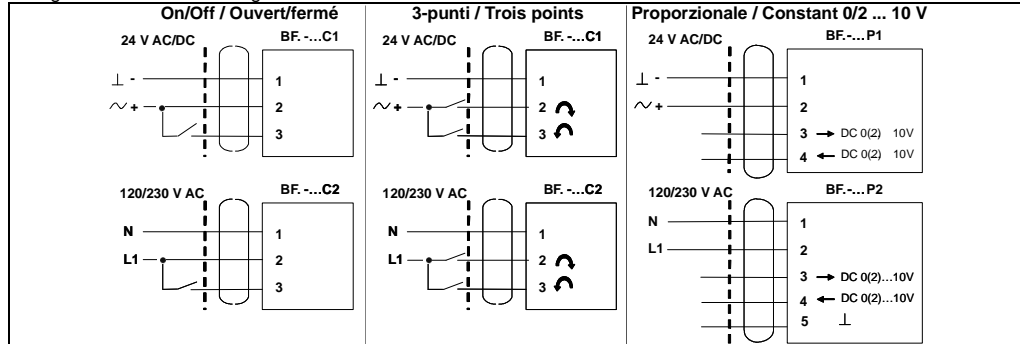 On/Off / Ouvert/fermé
24 V AC/DC
BF. -...C1
⊥ -
~ +
1
2
3
120/230 V AC
BF. -...C2
N
L1
1
2
3
3-punti / Trois points
24 V AC/DC
BF. -...C1
⊥ -
~ +
1
2
3
120/230 V AC
BF. -...C2
N
L1
1
2
3
Proporzionale / Constant 0/2 ... 10 V
24 V AC/DC
BF.-...P1
⊥ -
~ +
1
2
3 → DC 0(2) 10V
4 ← DC 0(2) 10V
120/230 V AC
BF.-...P2
N
L1
1
2
3 → DC 0(2)...10V
4 ← DC 0(2)...10V
5 ⊥